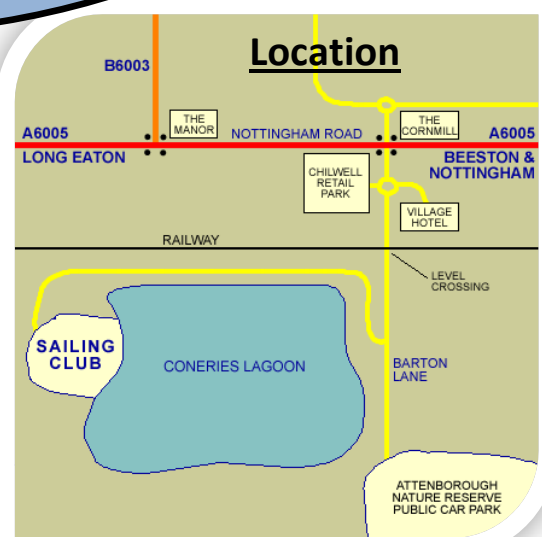 Location
B6003
THE
MANOR
THE
CORNMILL
A6005
NOTTINGHAM ROAD
A6005
LONG EATON
BEESTON &
NOTTINGHAM
CHILWELL
RETAIL
PARK
VILLAGE
HOTEL
RAILWAY
LEVEL
CROSSING
SAILING
CLUB
CONERIES LAGOON
BARTON
LANE
ATTENBOROUGH
NATURE RESERVE
PUBLIC CAR PARK